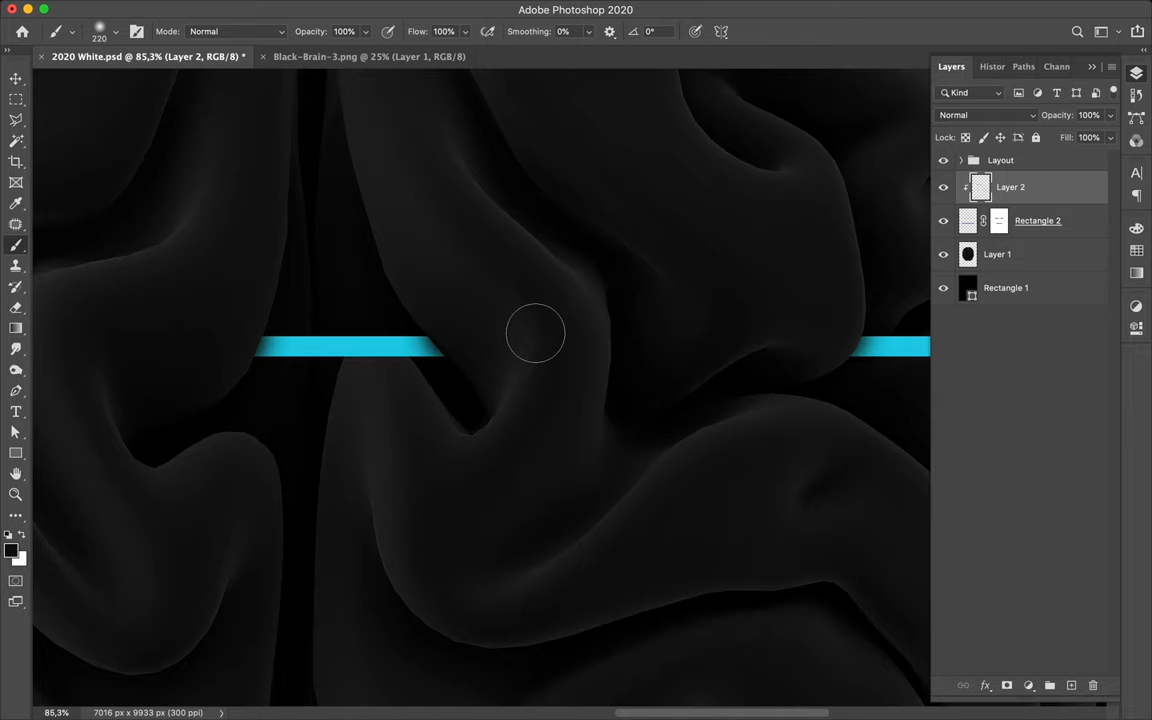 Adobe Photoshop 2020
220 Mode: Normal Opacity: 100% Flow: 100% Smoothing: 0% 0°
2020 White.psd @ 85,3% (Layer 2, RGB/8) * Black-Brain-3.png @ 25% (Layer 1, RGB/8)
Layers Histor Paths Chann
Kind
Normal Opacity: 100%
Lock: Fill: 100%
Layout
Layer 2
Rectangle 2
Layer 1
Rectangle 1
85,3% 7016 px x 9933 px (300 ppi)